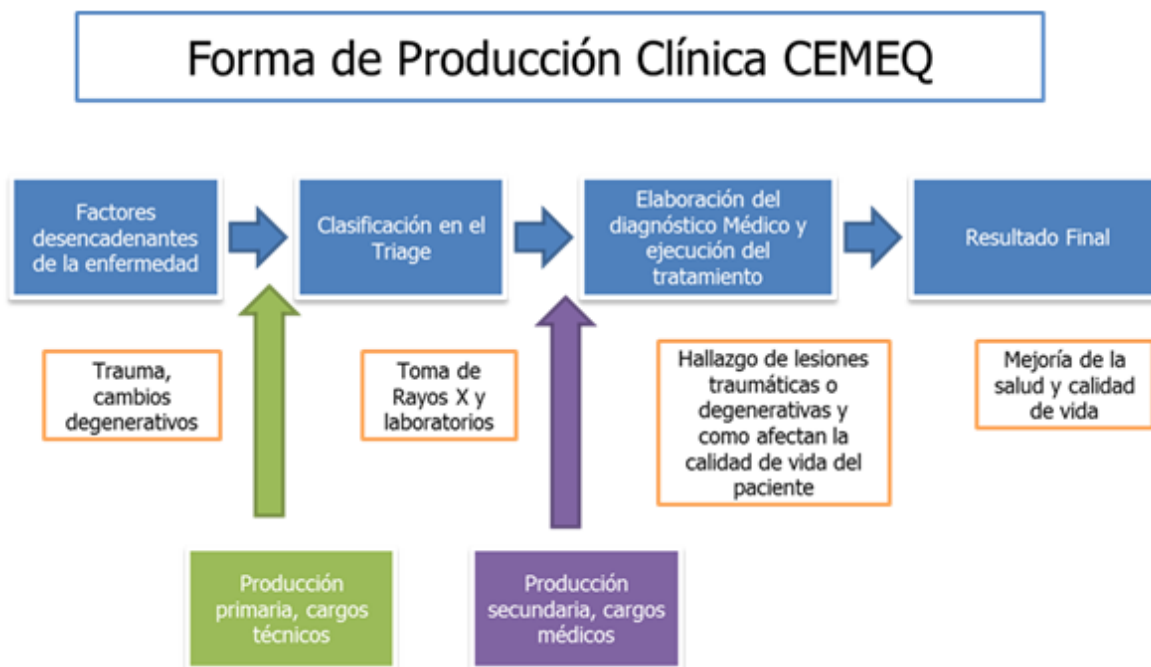 Forma de Producción Clínica CEMEQ
Factores
desencadenantes
de la enfermedad
Clasificación en el
Triage
Elaboración del
diagnóstico Médico y
ejecución del
tratamiento
Resultado Final
Trauma,
cambios
degenerativos
Toma de
Rayos X y
laboratorios
Hallazgo de lesiones
traumáticas o
degenerativas y
como afectan la
calidad de vida del
paciente
Mejoría de la
salud y calidad
de vida
Producción
primaria, cargos
técnicos
Producción
secundaria, cargos
médicos